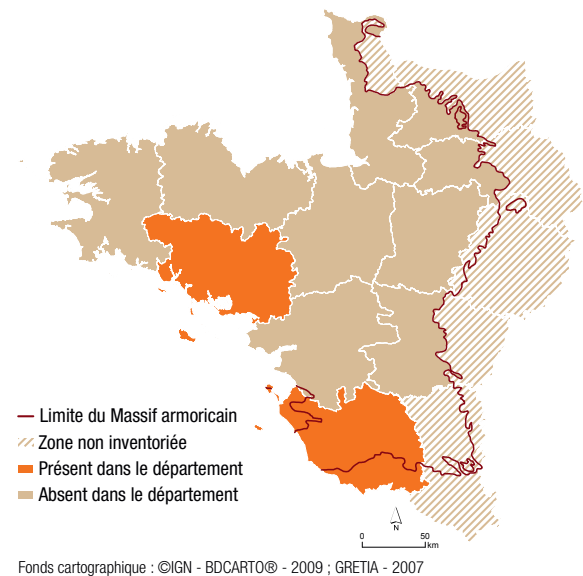 Limite du Massif armoricain
Zone non inventoriée
Présent dans le département
Absent dans le département
N
0 50
km
Fonds cartographique : ©IGN - BDCARTO® - 2009 ; GRETIA - 2007